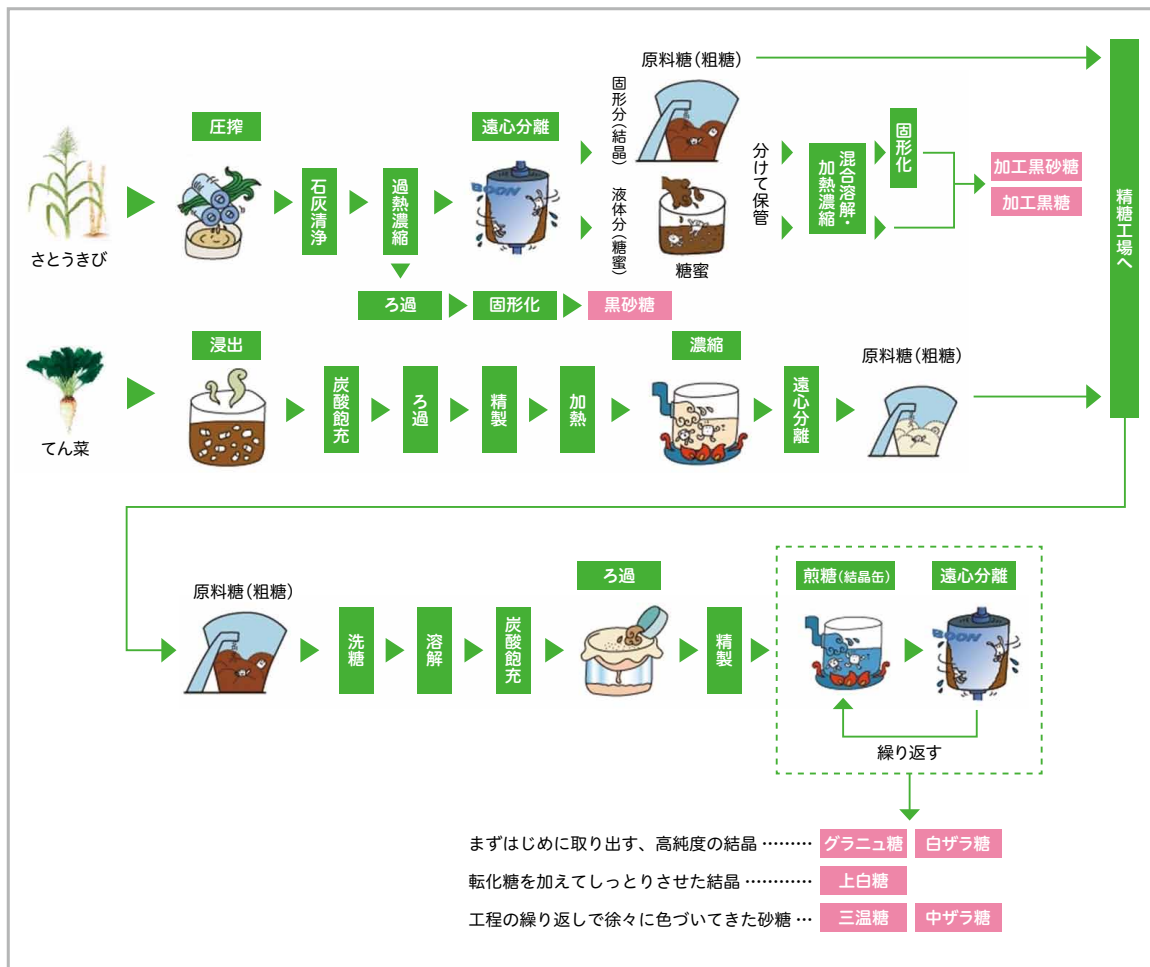 原料糖(粗糖)
圧搾
遠心分離
固形分(結晶)
固形化
石灰清浄
過熱濃縮
BOON
液体分(糖蜜)
分けて保管
混合溶解・
加熱濃縮
加工黒砂糖
加工黒糖
精糖工場へ
さとうきび
糖蜜
ろ過
固形化
黒砂糖
浸出
濃縮
原料糖(粗糖)
炭酸飽充
ろ過
精製
加熱
遠心分離
てん菜
原料糖(粗糖)
洗糖
溶解
炭酸飽充
ろ過
精製
煎糖(結晶缶)
遠心分離
BOON
繰り返す
まずはじめに取り出す、高純度の結晶 ⋯⋯⋯ グラニュ糖 白ザラ糖
転化糖を加えてしっとりさせた結晶 ⋯⋯⋯⋯ 上白糖
工程の繰り返しで徐々に色づいてきた砂糖 ⋯ 三温糖 中ザラ糖